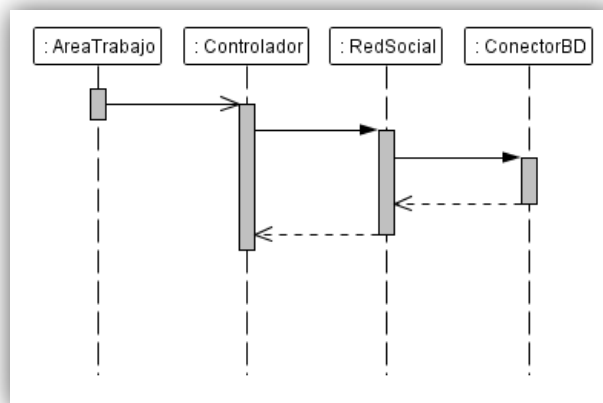 : AreaTrabajo
: Controlador
: RedSocial
: ConectorBD